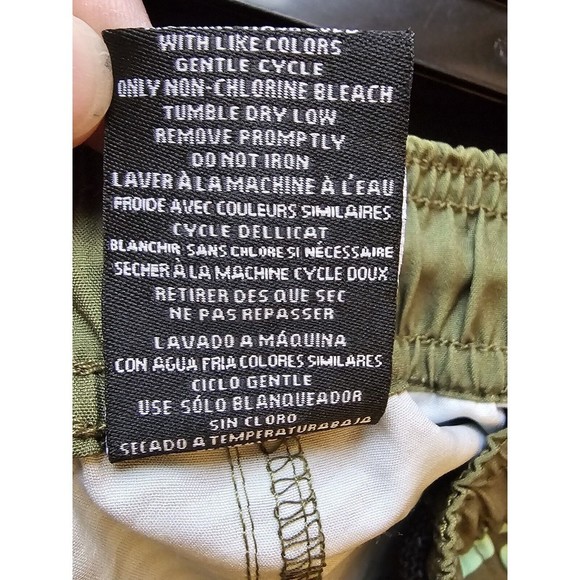 WITH LIKE COLORS
GENTLE CYCLE
ONLY NON-CHLORINE BLEACH
TUMBLE DRY LOW
REMOVE PROMPTLY
DO NOT IRON
LAVER À LA MACHINE À L'EAU
FROIDE AVEC COULEURS SIMILAIRES
CYCLE DELLICAT
BLANCHIR SANS CHLORE SI NÉCESSAIRE
SECHER À LA MACHINE CYCLE DOUX
RETIRER DES QUE SEC
NE PAS REPASSER
LAVADO A MÁQUINA
CON AGUA FRIA COLORES SIMILARES
CICLO GENTLE
USE SÓLO BLANQUEADOR
SIN CLORO
SECADO A TEMPERATURA BAJA